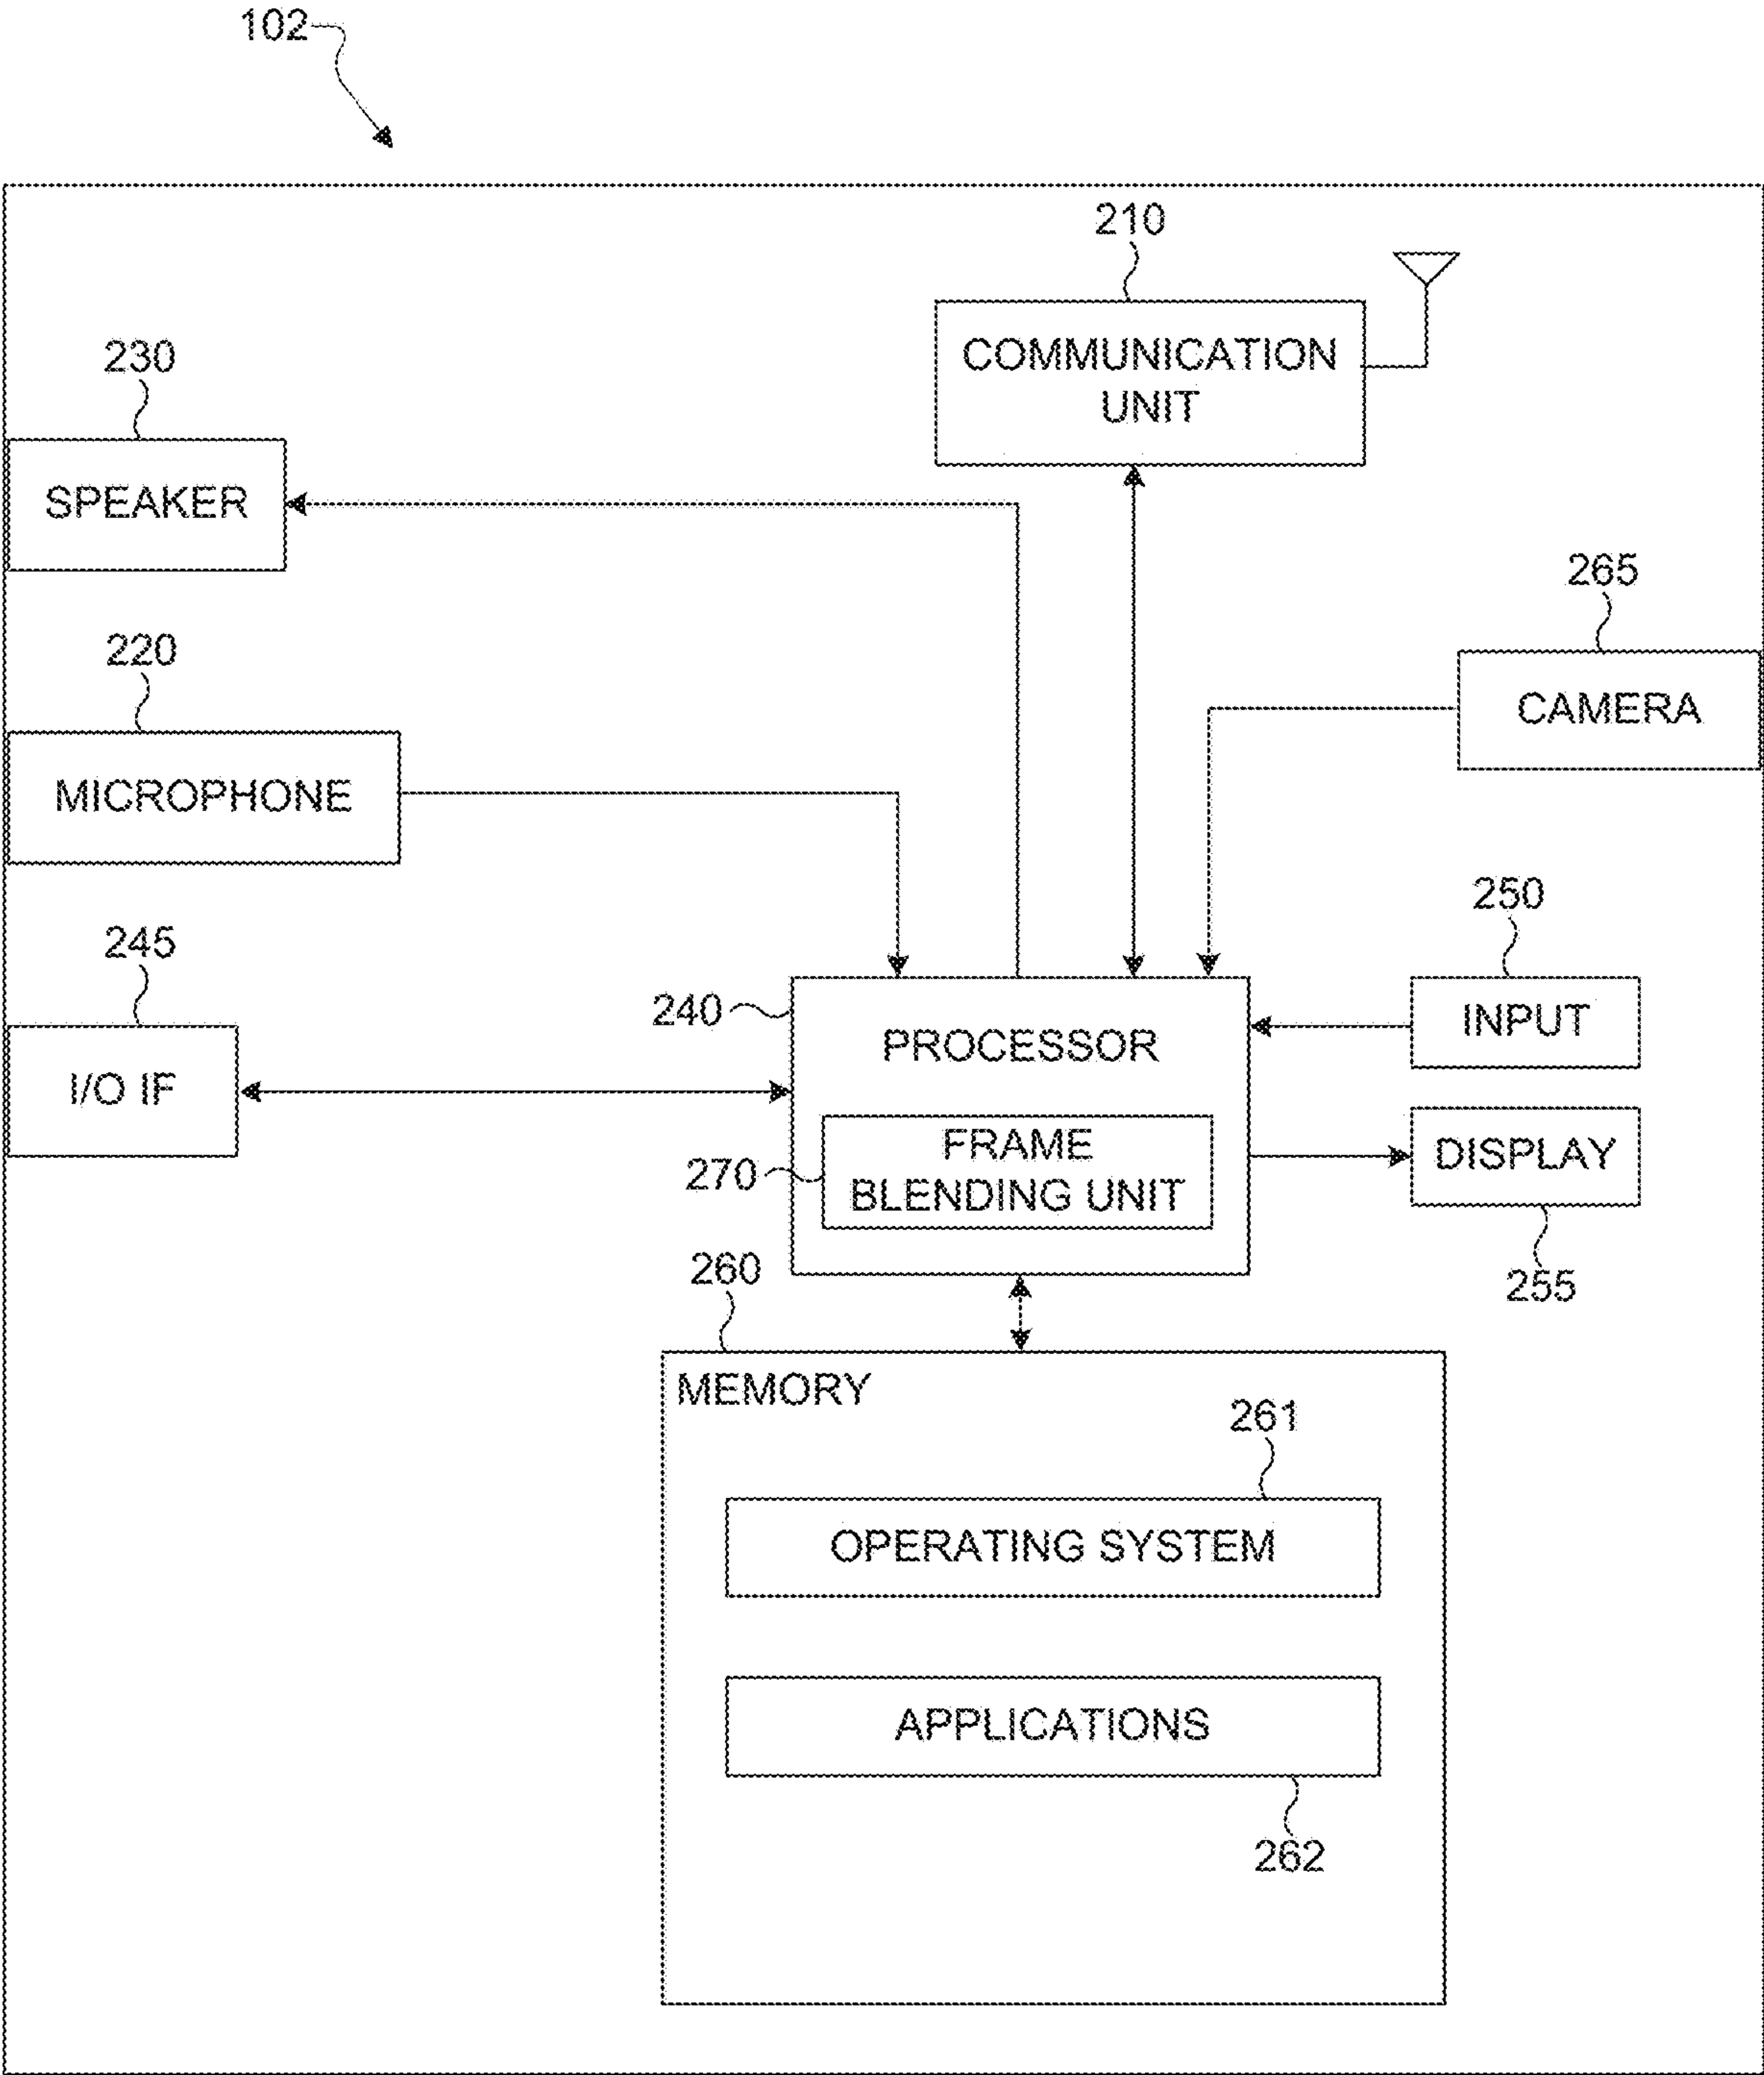 102
210
COMMUNICATION
UNIT
230
SPEAKER
265
CAMERA
220
MICROPHONE
250
INPUT
245
I/O IF
240
PROCESSOR
270
FRAME
BLENDING UNIT
DISPLAY
255
260
MEMORY
261
OPERATING SYSTEM
APPLICATIONS
262